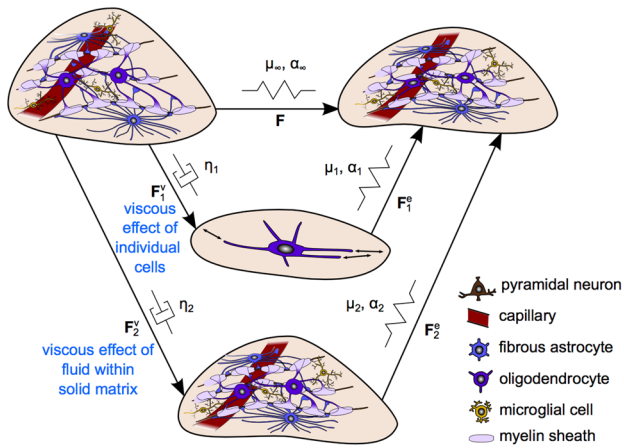 μ∞, α∞
F
η₁
μ₁, α₁
F₁ᵛ
F₁ᵉ
viscous
effect of
individual
cells
η₂
μ₂, α₂
F₂ᵛ
F₂ᵉ
viscous effect of
fluid within
solid matrix
pyramidal neuron
capillary
fibrous astrocyte
oligodendrocyte
microglial cell
myelin sheath